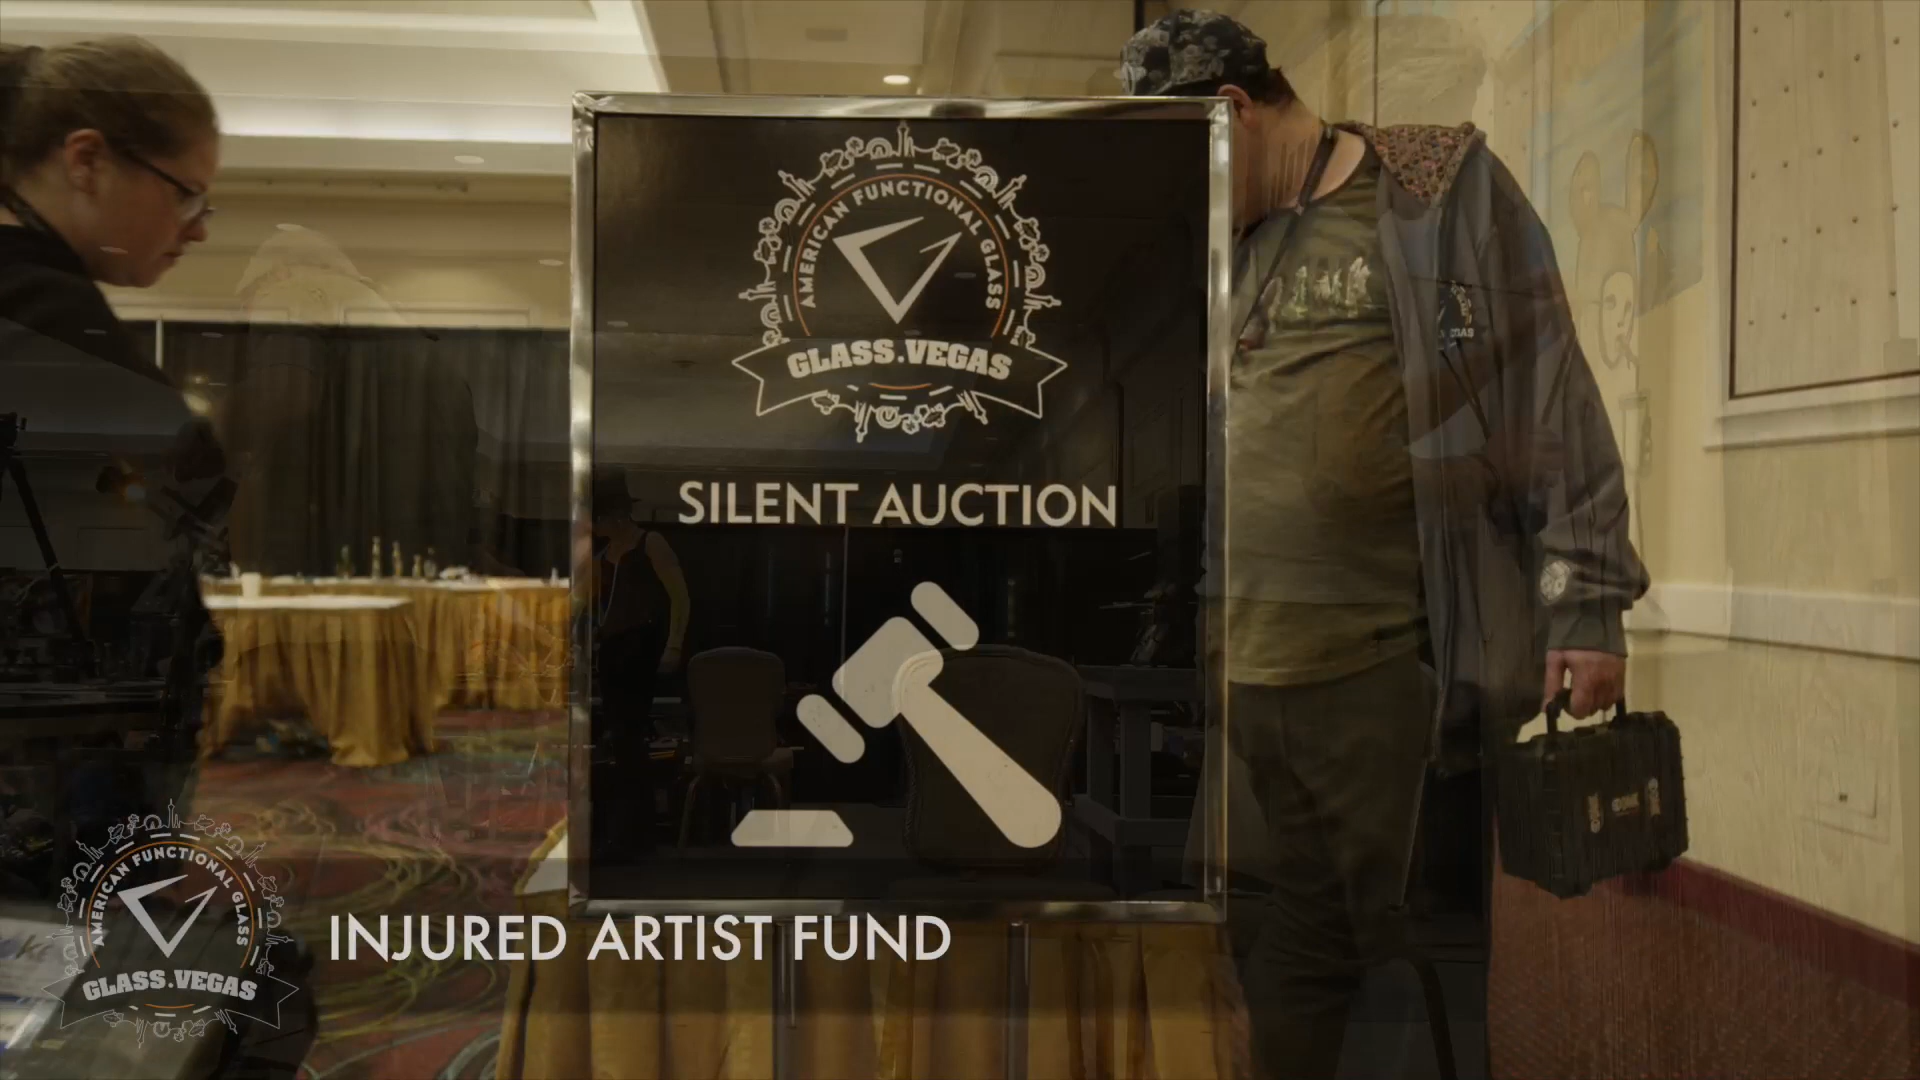 AMERICAN FUNCTIONAL GLASS
GLASS.VEGAS
SILENT AUCTION
AMERICAN FUNCTIONAL GLASS
GLASS.VEGAS
INJURED ARTIST FUND